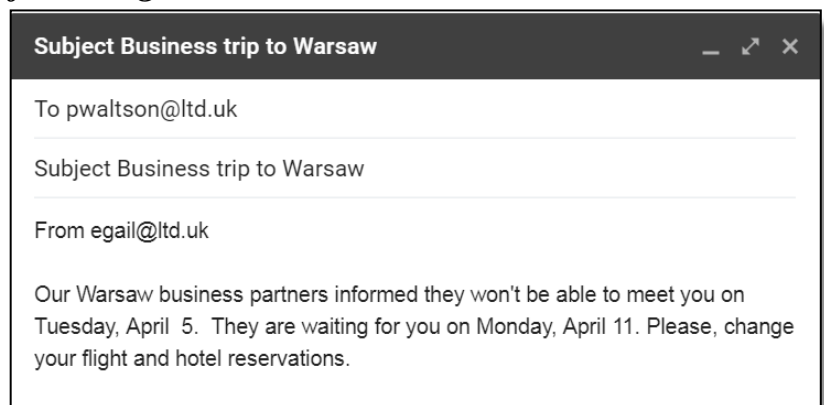 Subject Business trip to Warsaw
To pwaltson@ltd.uk
Subject Business trip to Warsaw
From egail@ltd.uk
Our Warsaw business partners informed they won't be able to meet you on
Tuesday, April 5. They are waiting for you on Monday, April 11. Please, change
your flight and hotel reservations.